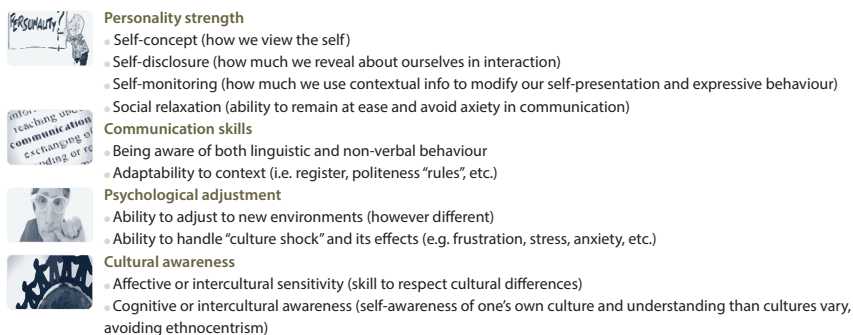 PERSONALITY?
Personality strength
Self-concept (how we view the self)
Self-disclosure (how much we reveal about ourselves in interaction)
Self-monitoring (how much we use contextual info to modify our self-presentation and expressive behaviour)
Social relaxation (ability to remain at ease and avoid axiety in communication)
reaching
communication
exchanging of
Communication skills
Being aware of both linguistic and non-verbal behaviour
Adaptability to context (i.e. register, politeness “rules”, etc.)
Psychological adjustment
Ability to adjust to new environments (however different)
Ability to handle “culture shock” and its effects (e.g. frustration, stress, anxiety, etc.)
Cultural awareness
Affective or intercultural sensitivity (skill to respect cultural differences)
Cognitive or intercultural awareness (self-awareness of one’s own culture and understanding than cultures vary,
avoiding ethnocentrism)